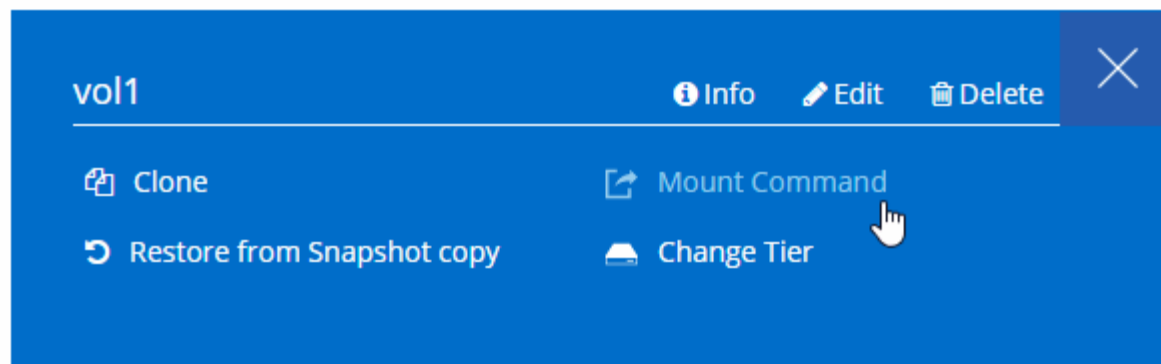 vol1 Info Edit Delete
Clone Mount Command
Restore from Snapshot copy Change Tier